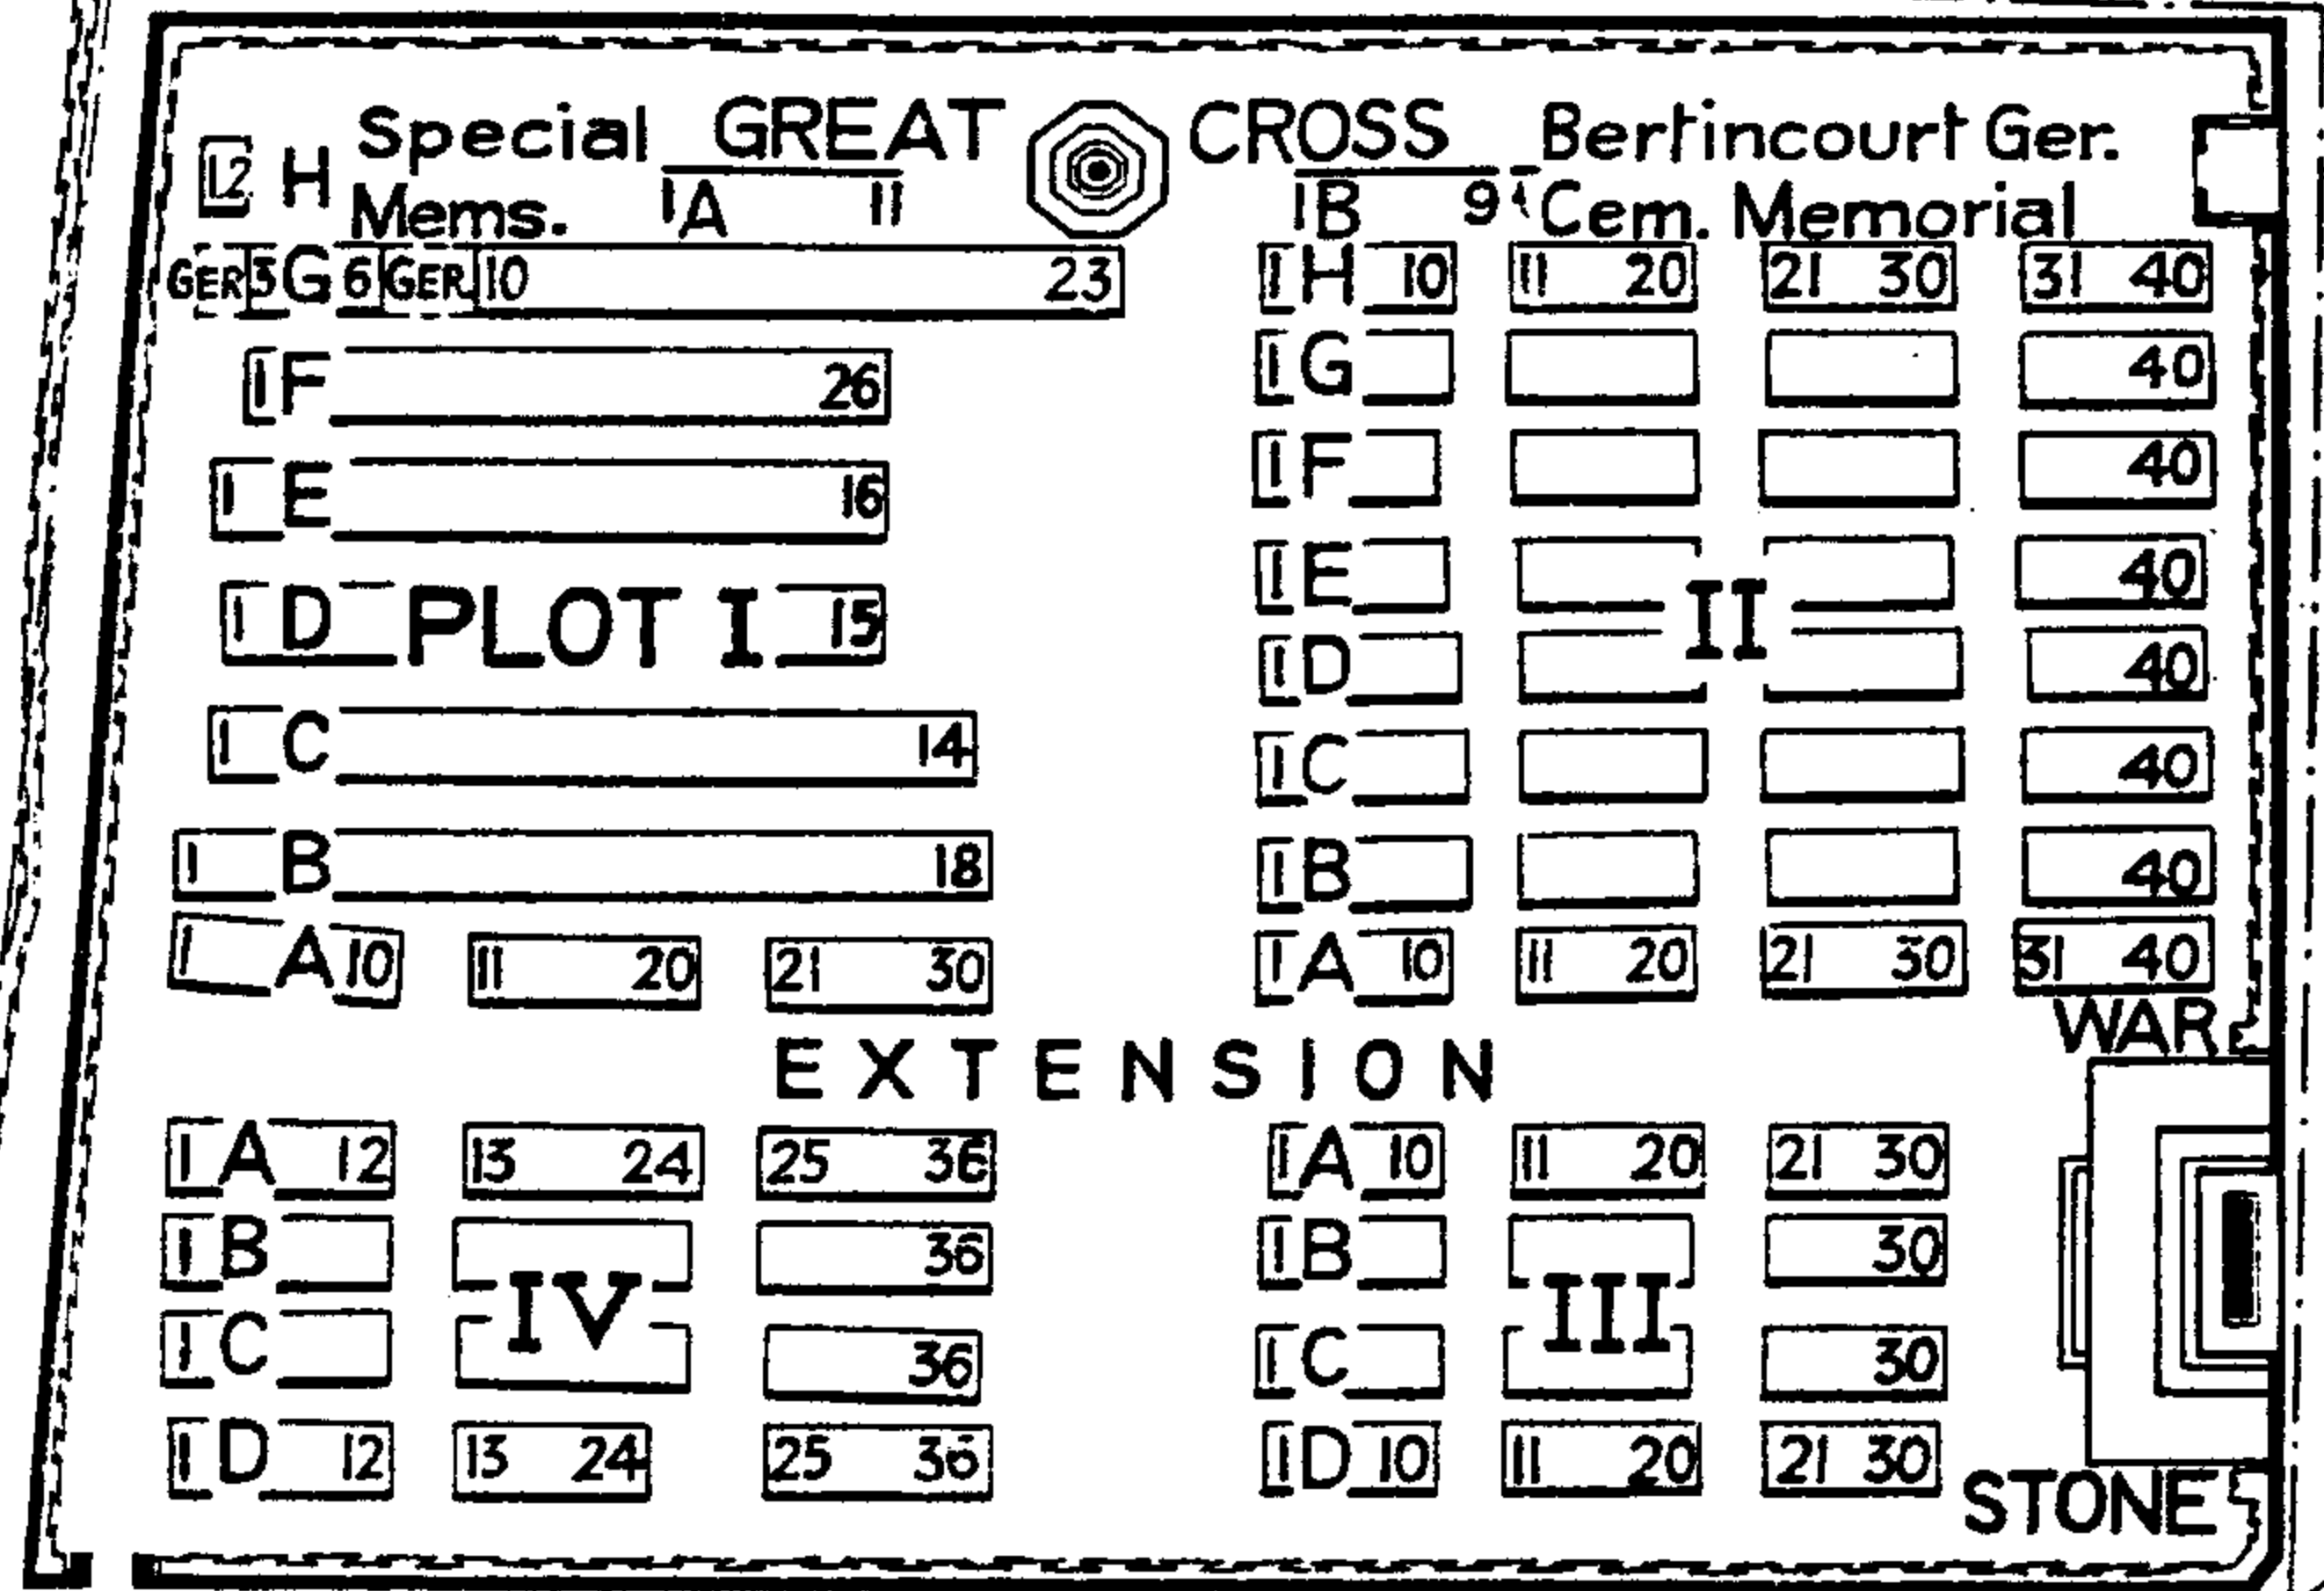 Special GREAT CROSS Bertincourt Ger.
12 H Mems. 1 A 11 1 B 9 Cem. Memorial
GER 3 G 6 GER. 10 23 1 H 10 11 20 21 30 31 40
1 F 26 1 G 40
1 E 16 1 F 40
1 E 40
1 D PLOT I 15 II
1 D 40
1 C 14 1 C 40
1 B 18 1 B 40
1 A 10 11 20 21 30 1 A 10 11 20 21 30 31 40
WAR
EXTENSION
1 A 12 13 24 25 36 1 A 10 11 20 21 30
1 B 36 1 B 30
IV III
1 C 36 1 C 30
1 D 12 13 24 25 36 1 D 10 11 20 21 30
STONE